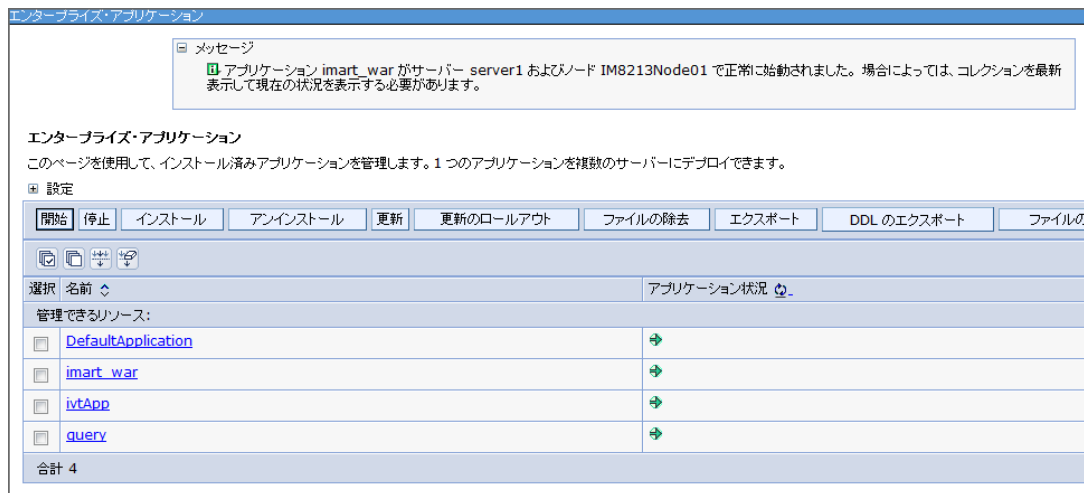 エンタープライズ・アプリケーション
メッセージ
アプリケーション imart_war がサーバー server1 およびノード IM8213Node01 で正常に始動されました。場合によっては、コレクションを最新
表示して現在の状況を表示する必要があります。
エンタープライズ・アプリケーション
このページを使用して、インストール済みアプリケーションを管理します。1 つのアプリケーションを複数のサーバーにデプロイできます。
設定
開始 停止 インストール アンインストール 更新 更新のロールアウト ファイルの除去 エクスポート DDL のエクスポート ファイルの
選択 名前 アプリケーション状況
管理できるリソース:
DefaultApplication
imart_war
ivtApp
query
合計 4